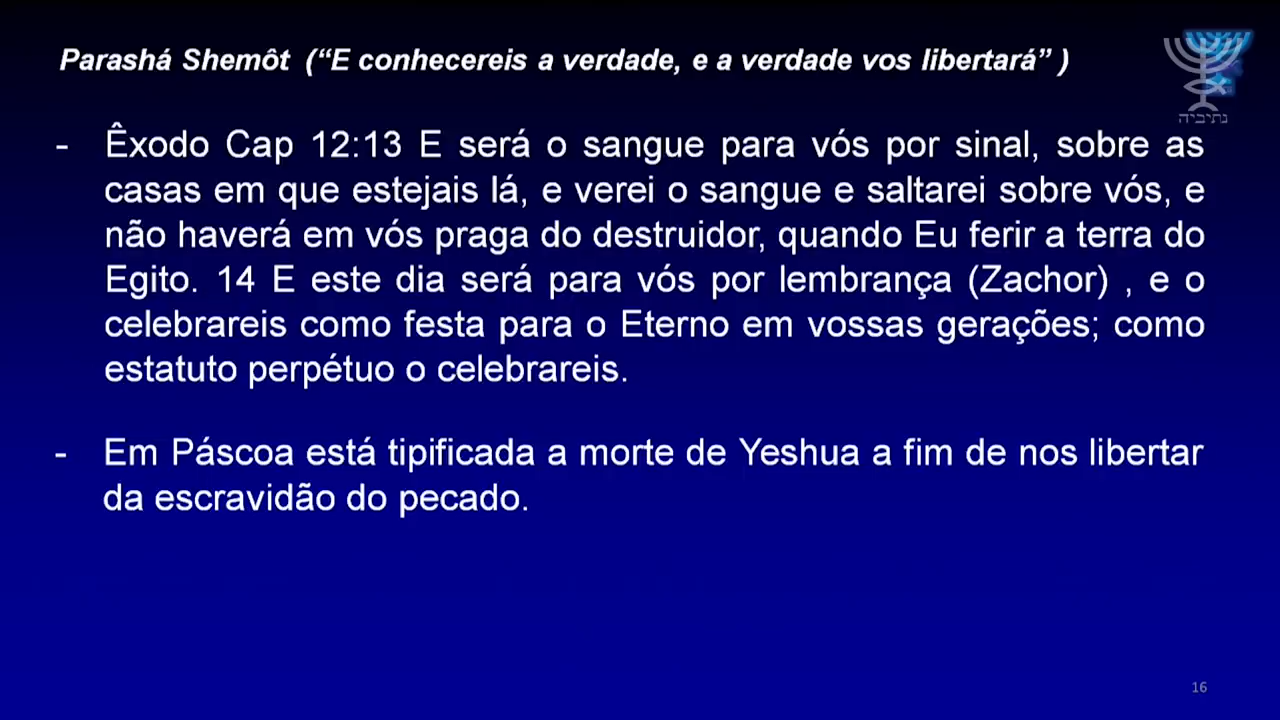 Parashá Shemôt (“E conhecereis a verdade, e a verdade vos libertará” )
נתיביה
- Êxodo Cap 12:13 E será o sangue para vós por sinal, sobre as
casas em que estejais lá, e verei o sangue e saltarei sobre vós, e
não haverá em vós praga do destruidor, quando Eu ferir a terra do
Egito. 14 E este dia será para vós por lembrança (Zachor) , e o
celebrareis como festa para o Eterno em vossas gerações; como
estatuto perpétuo o celebrareis.
- Em Páscoa está tipificada a morte de Yeshua a fim de nos libertar
da escravidão do pecado.
16